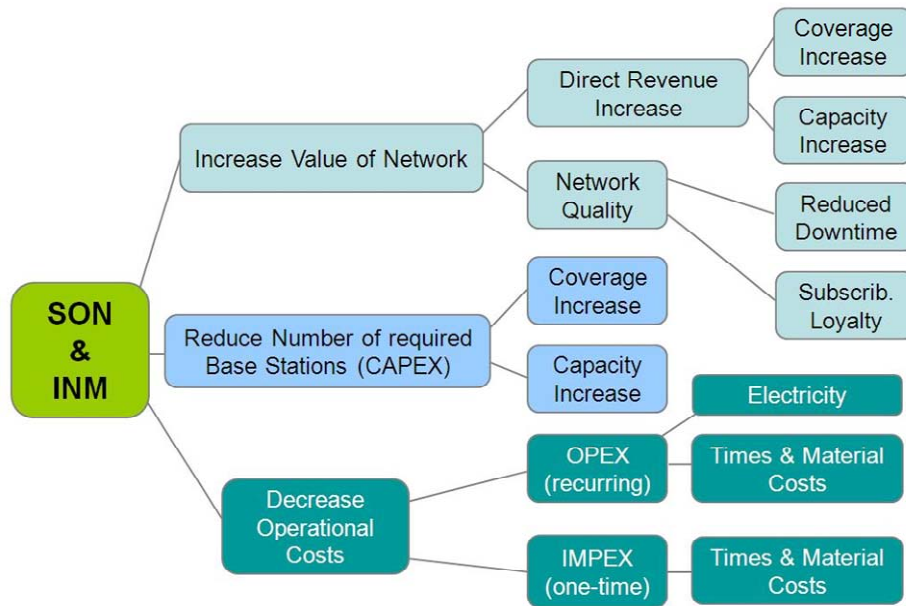 SON
&
INM
Increase Value of Network
Direct Revenue
Increase
Coverage
Increase
Capacity
Increase
Network
Quality
Reduced
Downtime
Subscrib.
Loyalty
Reduce Number of required
Base Stations (CAPEX)
Coverage
Increase
Capacity
Increase
Decrease
Operational
Costs
OPEX
(recurring)
Electricity
Times & Material
Costs
IMPEX
(one-time)
Times & Material
Costs